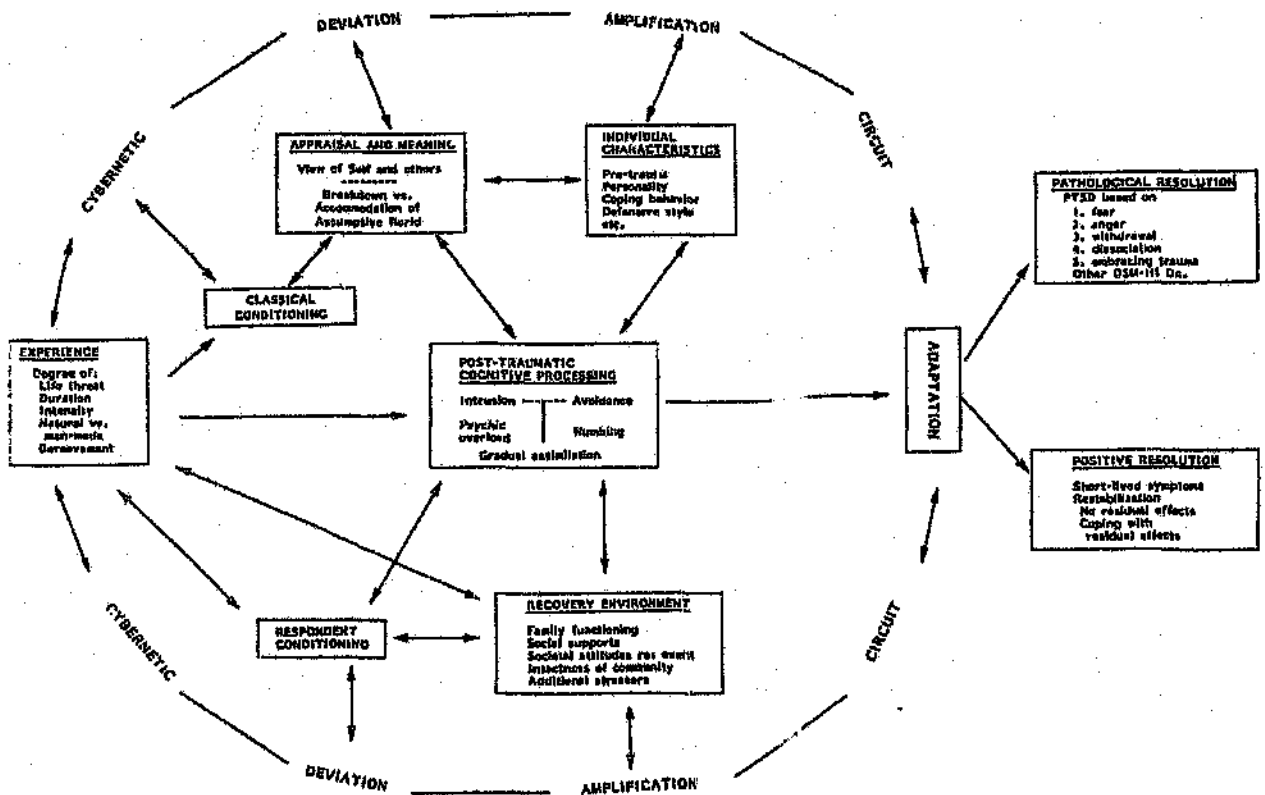 DEVIATION
AMPLIFICATION
CYBERNETIC
CIRCUIT
APPRAISAL AND MEANING
View of Self and others
Breakdown vs.
Accomodation of
Assumptive World
INDIVIDUAL
CHARACTERISTICS
Pre-trauma
Personality
Coping behavior
Defensive style
etc.
PATHOLOGICAL RESOLUTION
PTSD based on
1. fear
2. anger
3. withdrawal
4. dissociation
5. embracing trauma
Other DSM-III Dx.
CLASSICAL
CONDITIONING
EXPERIENCE
Degree of:
Life threat
Duration
Intensity
Natural vs.
man-made
Bereavement
POST-TRAUMATIC
COGNITIVE PROCESSING
Intrusion Avoidance
Psychic Numbing
overload
Gradual assimilation
ADAPTATION
POSITIVE RESOLUTION
Short-lived symptoms
Restabilization
No residual effects
Coping with
residual effects
RESPONDENT
CONDITIONING
RECOVERY ENVIRONMENT
Family functioning
Social supports
Societal attitudes re: event
Intactness of community
Additional stressors
CYBERNETIC
CIRCUIT
DEVIATION
AMPLIFICATION